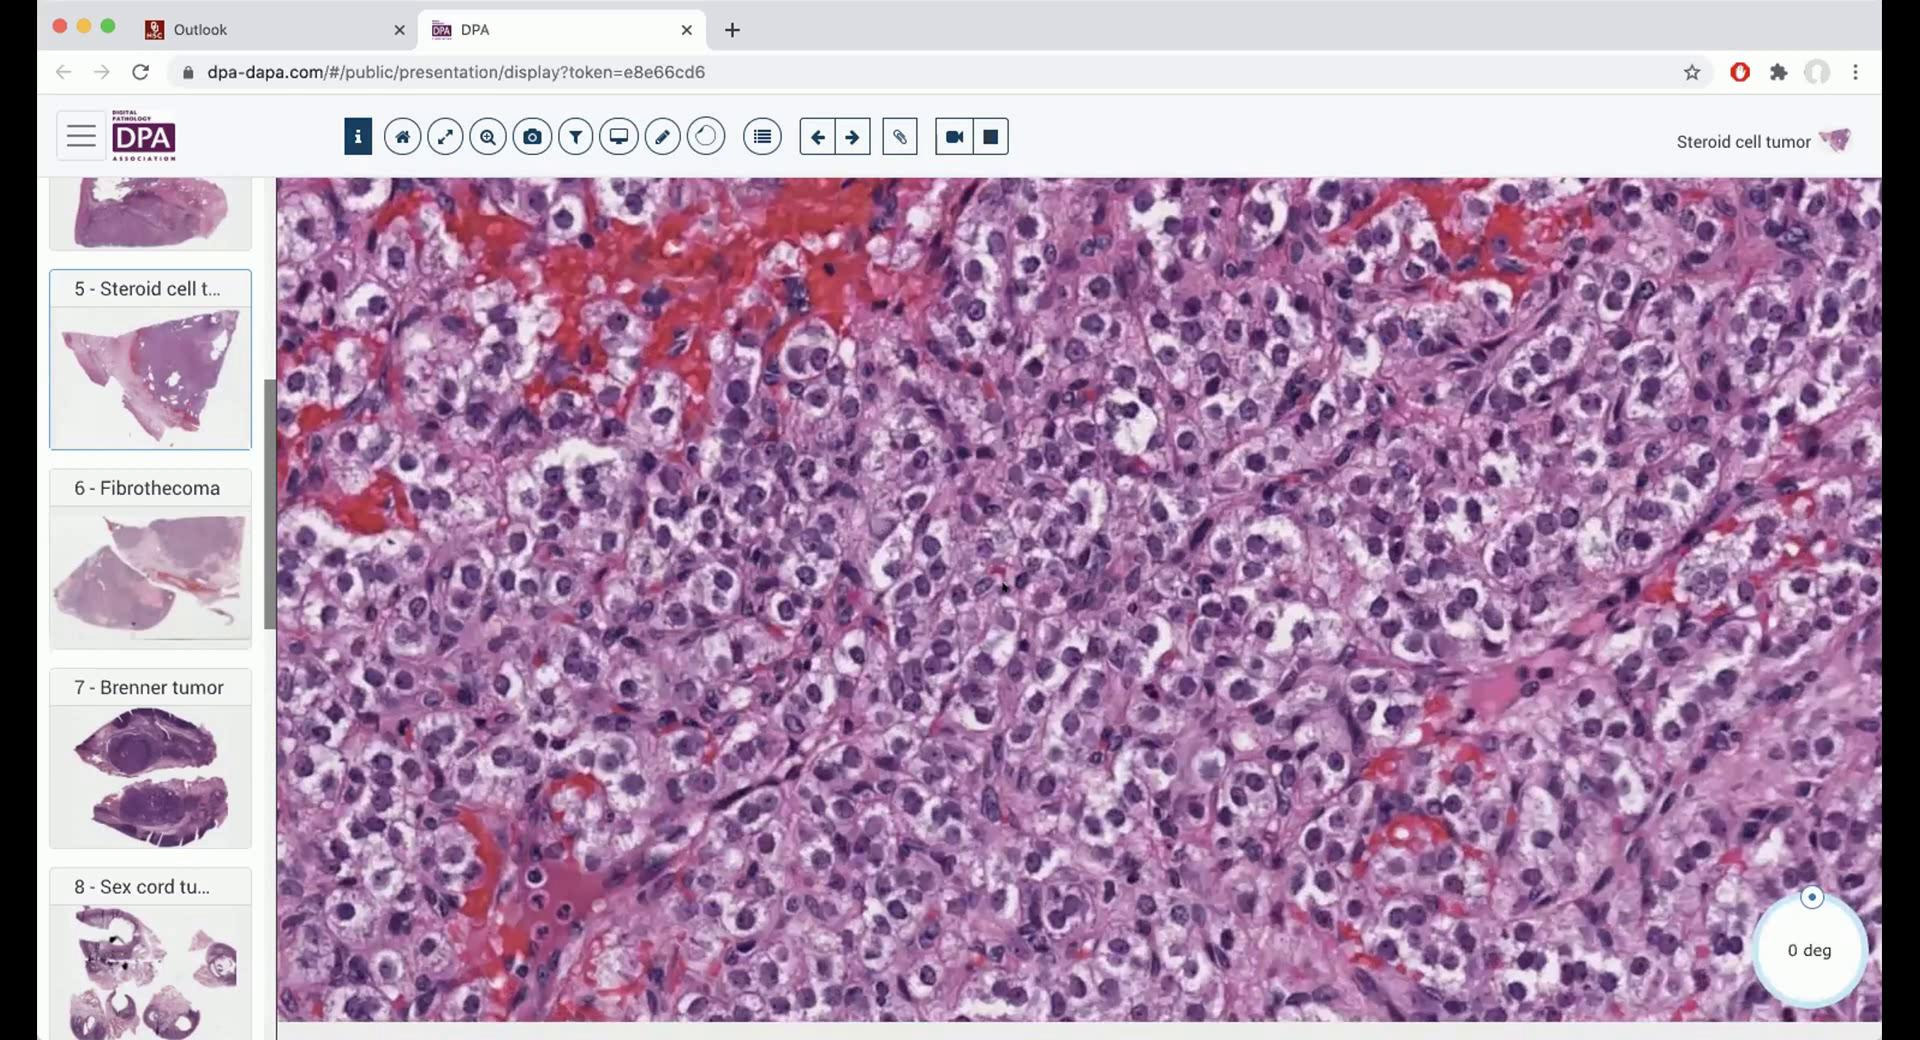 Outlook
DPA
dpa-dapa.com/#/public/presentation/display?token=e8e66cd6
DIGITAL
PATHOLOGY
DPA
ASSOCIATION
Steroid cell tumor
5 - Steroid cell t...
6 - Fibrothecoma
7 - Brenner tumor
8 - Sex cord tu...
0 deg